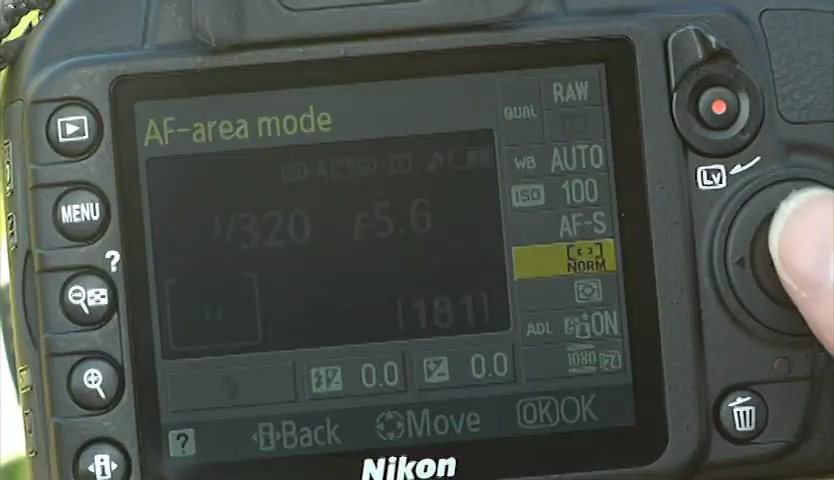 AF-area mode
QUAL RAW
WB AUTO
ISO 100
AF-S
NORM
ADL ON
1080
1/320 F5.6
[181]
0.0 0.0
? i Back Move OK OK
MENU
?
Lv
i
Nikon